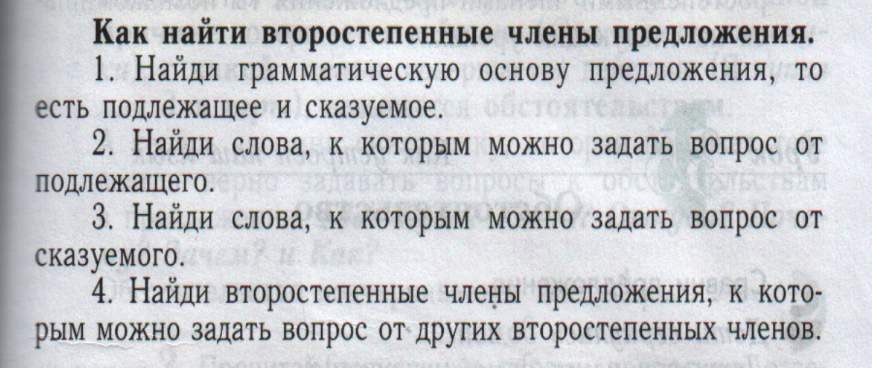 Как найти второстепенные члены предложения.
1. Найди грамматическую основу предложения, то
есть подлежащее и сказуемое.
2. Найди слова, к которым можно задать вопрос от
подлежащего.
3. Найди слова, к которым можно задать вопрос от
сказуемого.
4. Найди второстепенные члены предложения, к кото-
рым можно задать вопрос от других второстепенных членов.